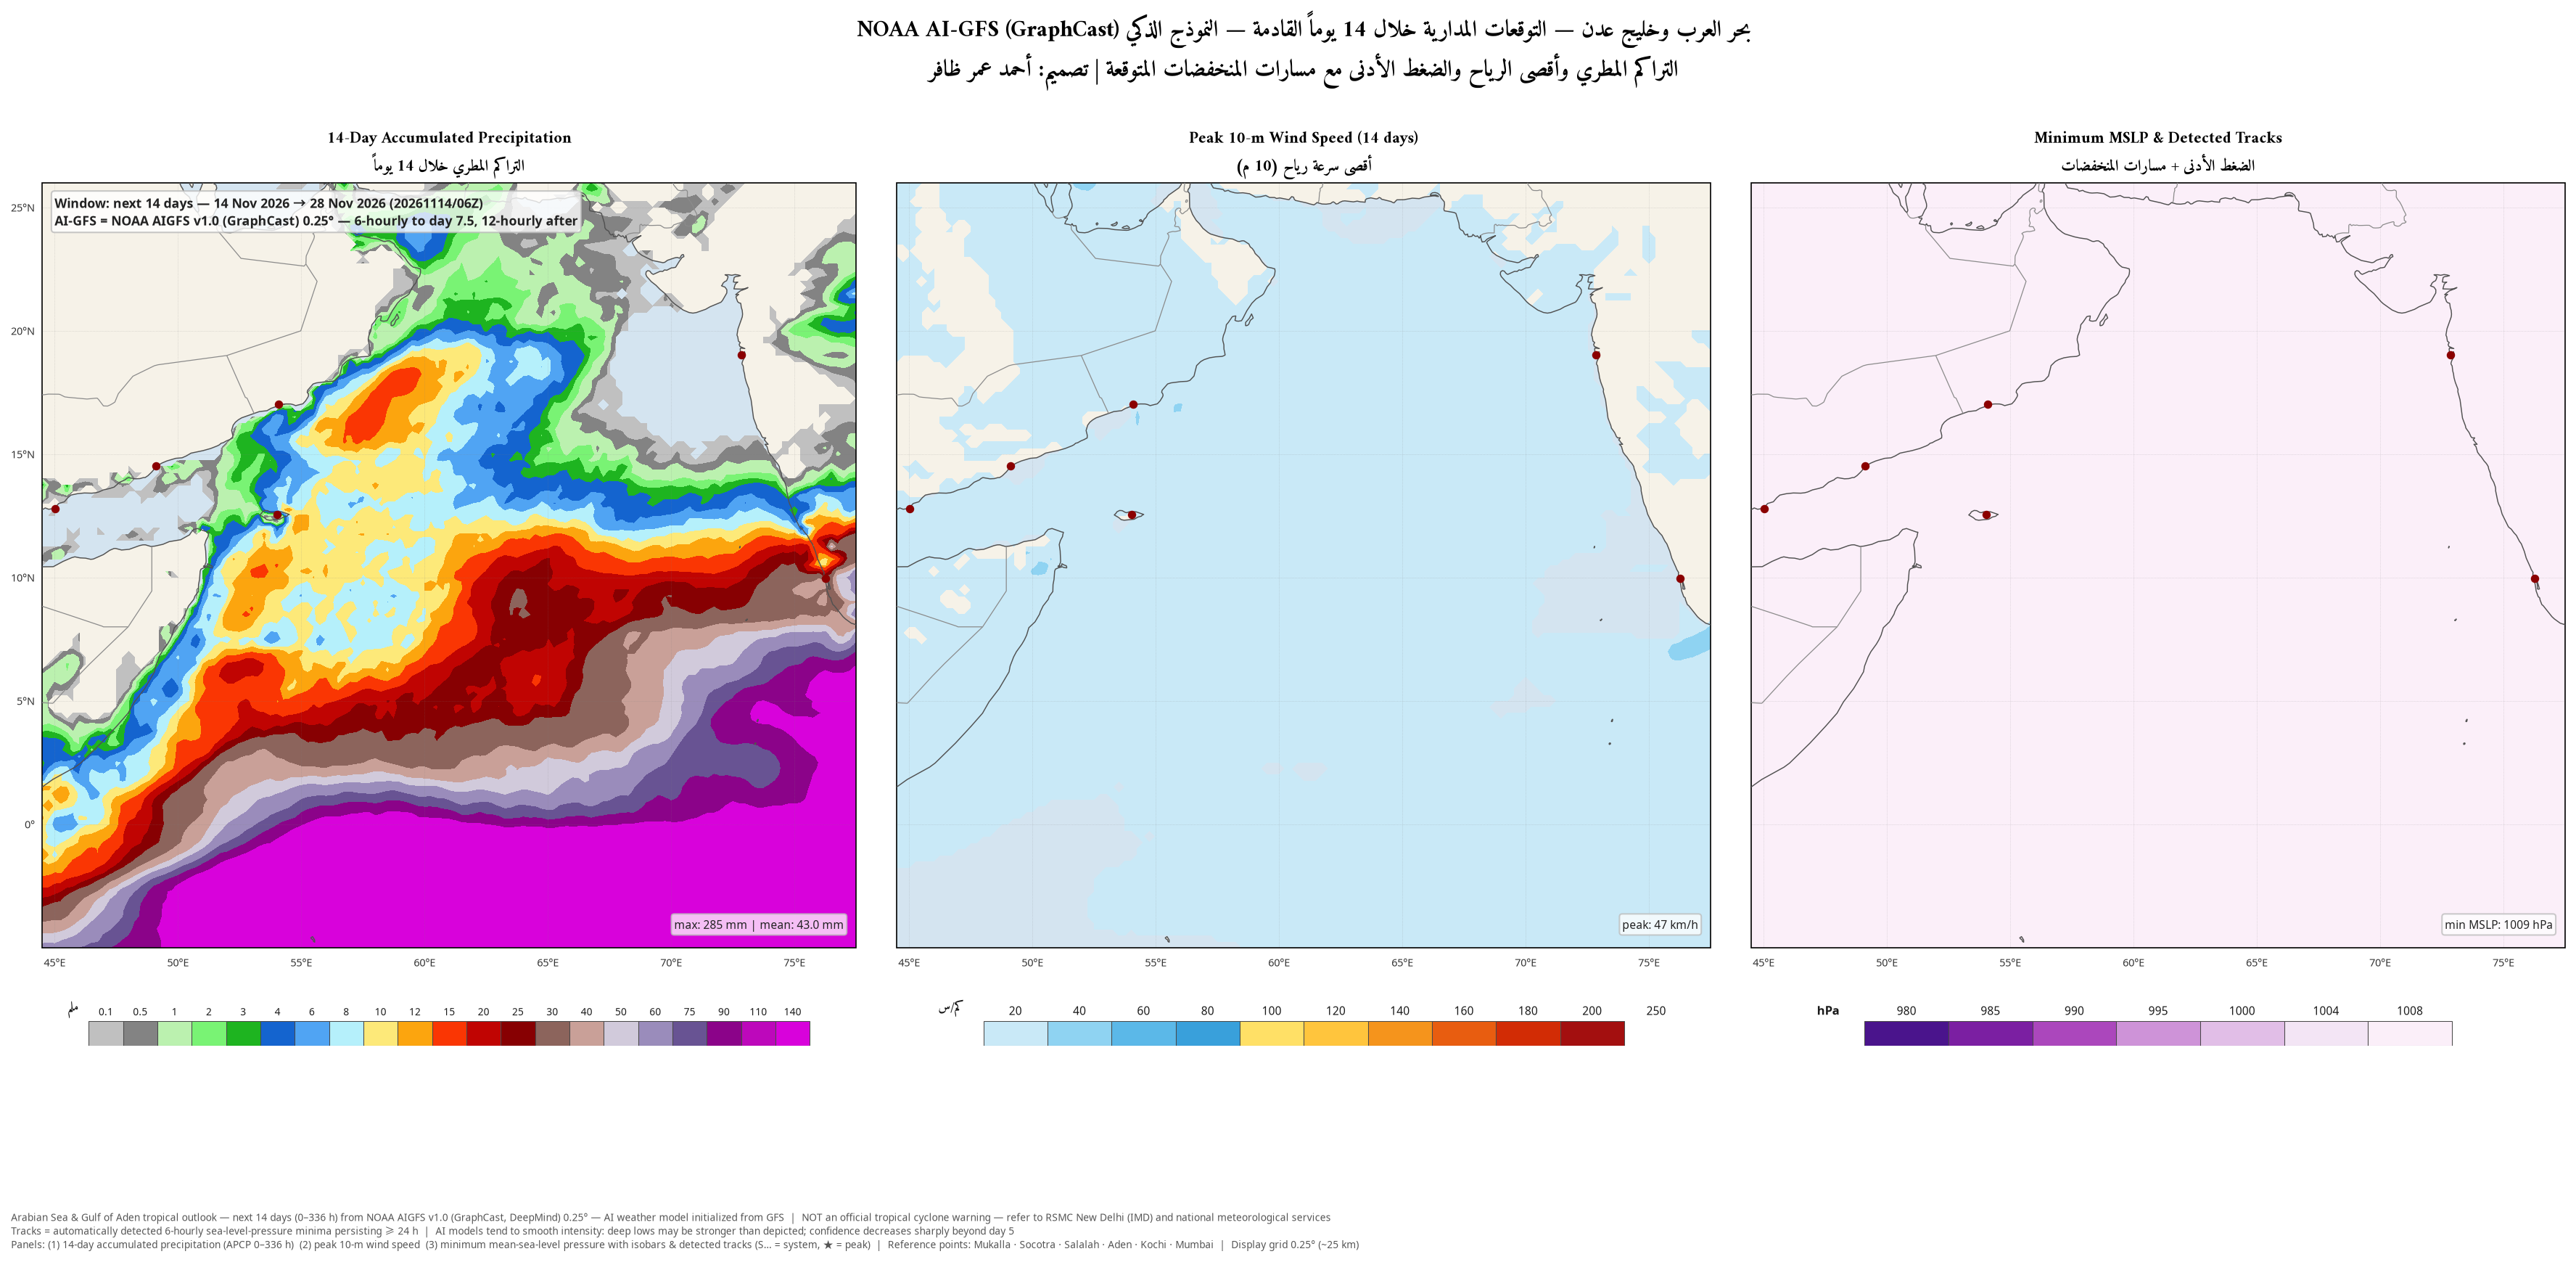 بحر العرب وخليج عدن — التوقعات المدارية خلال 14 يوماً القادمة — النموذج الذكي NOAA AI-GFS (GraphCast)
التراكم المطري وأقصى الرياح والضغط الأدنى مع مسارات المنخفضات المتوقعة | تصميم: أحمد عمر ظافر
14-Day Accumulated Precipitation
التراكم المطري خلال 14 يوماً
Window: next 14 days — 14 Nov 2026 → 28 Nov 2026 (20261114/06Z)
AI-GFS = NOAA AIGFS v1.0 (GraphCast) 0.25° — 6-hourly to day 7.5, 12-hourly after
25°N
20°N
15°N
10°N
5°N
0°
max: 285 mm | mean: 43.0 mm
45°E 50°E 55°E 60°E 65°E 70°E 75°E
ملم 0.1 0.5 1 2 3 4 6 8 10 12 15 20 25 30 40 50 60 75 90 110 140
Peak 10-m Wind Speed (14 days)
أقصى سرعة رياح (10 م)
peak: 47 km/h
45°E 50°E 55°E 60°E 65°E 70°E 75°E
كم/س 20 40 60 80 100 120 140 160 180 200 250
Minimum MSLP & Detected Tracks
الضغط الأدنى + مسارات المنخفضات
min MSLP: 1009 hPa
45°E 50°E 55°E 60°E 65°E 70°E 75°E
hPa 980 985 990 995 1000 1004 1008
Arabian Sea & Gulf of Aden tropical outlook — next 14 days (0–336 h) from NOAA AIGFS v1.0 (GraphCast, DeepMind) 0.25° — AI weather model initialized from GFS | NOT an official tropical cyclone warning — refer to RSMC New Delhi (IMD) and national meteorological services
Tracks = automatically detected 6-hourly sea-level-pressure minima persisting ⩾ 24 h | AI models tend to smooth intensity: deep lows may be stronger than depicted; confidence decreases sharply beyond day 5
Panels: (1) 14-day accumulated precipitation (APCP 0–336 h) (2) peak 10-m wind speed (3) minimum mean-sea-level pressure with isobars & detected tracks (S… = system, ★ = peak) | Reference points: Mukalla · Socotra · Salalah · Aden · Kochi · Mumbai | Display grid 0.25° (~25 km)